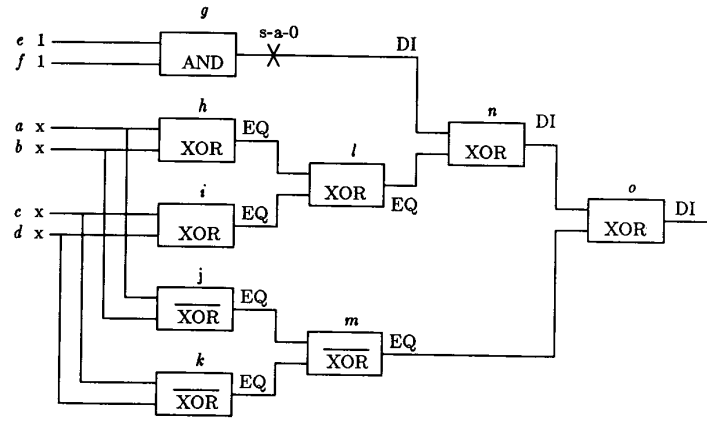 g
s-a-0
e 1
DI
f 1
AND
h
n
a x
EQ
DI
b x
XOR
l
XOR
o
i
XOR
c x
EQ
EQ
DI
d x
XOR
XOR
j
EQ
m
XOR
EQ
k
XOR
EQ
XOR